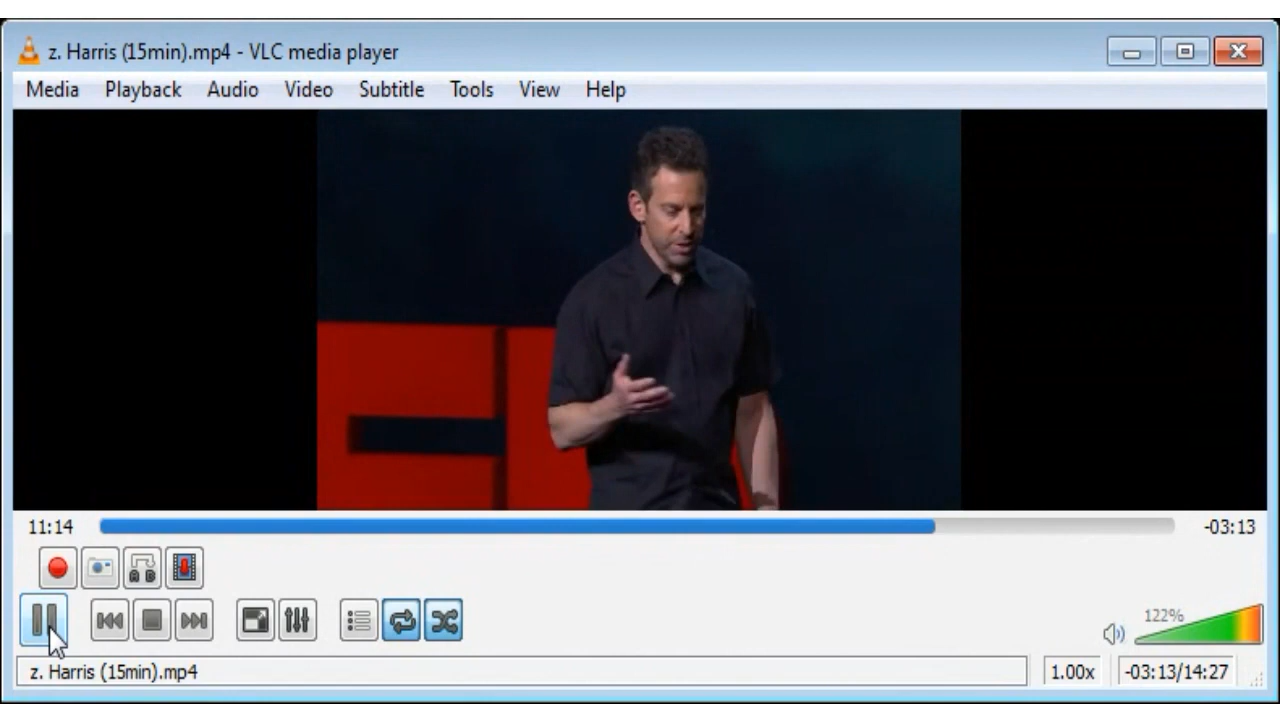 z. Harris (15min).mp4 - VLC media player
Media Playback Audio Video Subtitle Tools View Help
11:14 -03:13
A B
122%
z. Harris (15min).mp4 1.00x -03:13/14:27